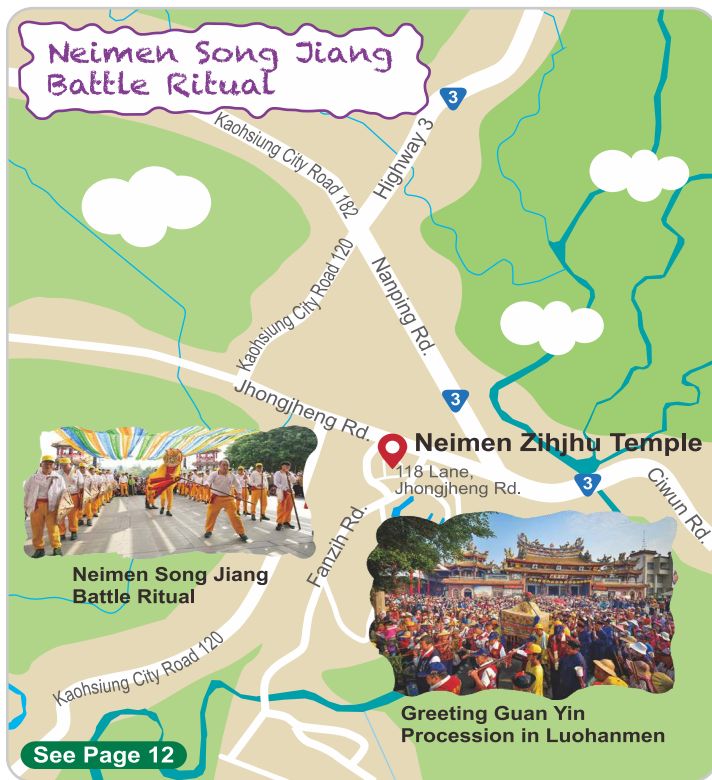 Neimen Song Jiang
Battle Ritual
3
Kaohsiung City Road 182
Highway 3
Kaohsiung City Road 120
Nanping Rd.
3
Jhongjheng Rd.
Neimen Zihjhu Temple
118 Lane,
Jhongjheng Rd.
3
Ciwun Rd.
Fanzih Rd.
Neimen Song Jiang
Battle Ritual
Kaohsiung City Road 120
Greeting Guan Yin
Procession in Luohanmen
See Page 12